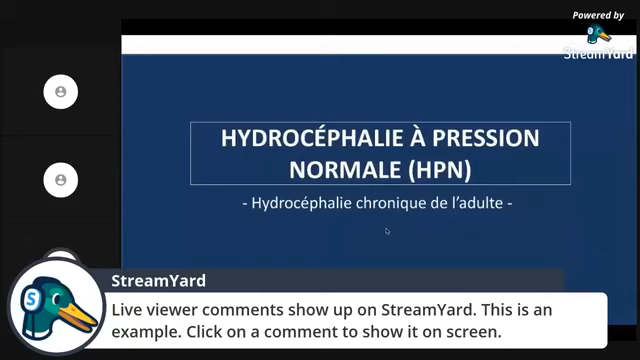 Powered by
StreamYard
HYDROCÉPHALIE À PRESSION
NORMALE (HPN)
- Hydrocéphalie chronique de l'adulte -
StreamYard
Live viewer comments show up on StreamYard. This is an
example. Click on a comment to show it on screen.